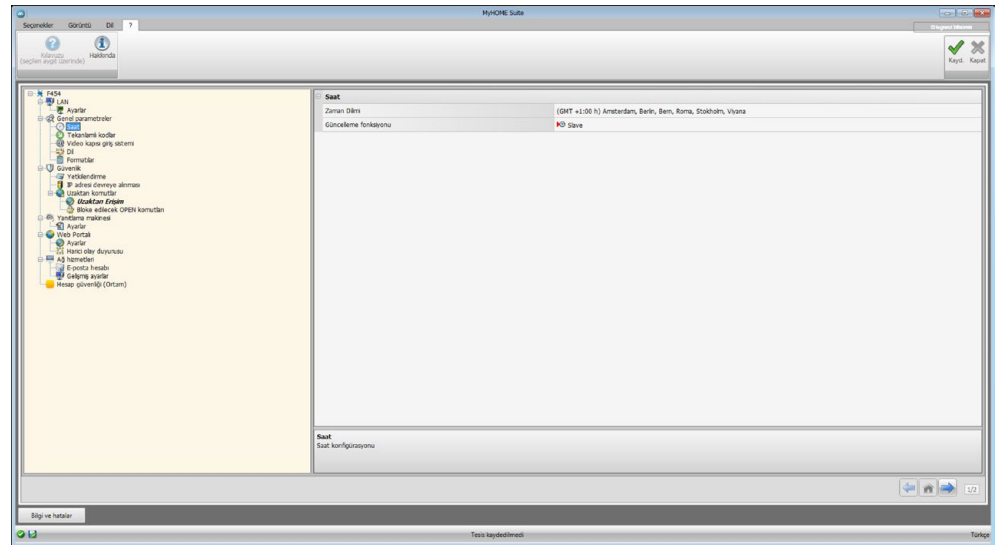 MyHOME Suite
Seçenekler Görüntü Dil ?
Kılavuzu
(seçilen aygıt üzerinde)
Hakkında
Kayd. Kapat
F454
LAN
Ayarlar
Genel parametreler
Saat
Tekanlamlı kodlar
Video kapısı giriş sistemi
Dil
Formatlar
Güvenlik
Yetkilendirme
IP adresi devreye alınması
Uzaktan komutlar
Uzaktan Erişim
Bloke edilecek OPEN komutları
Yanıtlama makinesi
Ayarlar
Web Portalı
Ayarlar
Harici olay duyurusu
Ağ hizmetleri
E-posta hesabı
Gelişmiş ayarlar
Hesap güvenliği (Ortam)
Saat
Zaman Dilimi (GMT +1:00 h) Amsterdam, Berlin, Bern, Roma, Stokholm, Viyana
Güncelleme fonksiyonu Slave
Saat
Saat konfigürasyonu
1/2
Bilgi ve hatalar
Tesis kaydedilmedi Türkçe